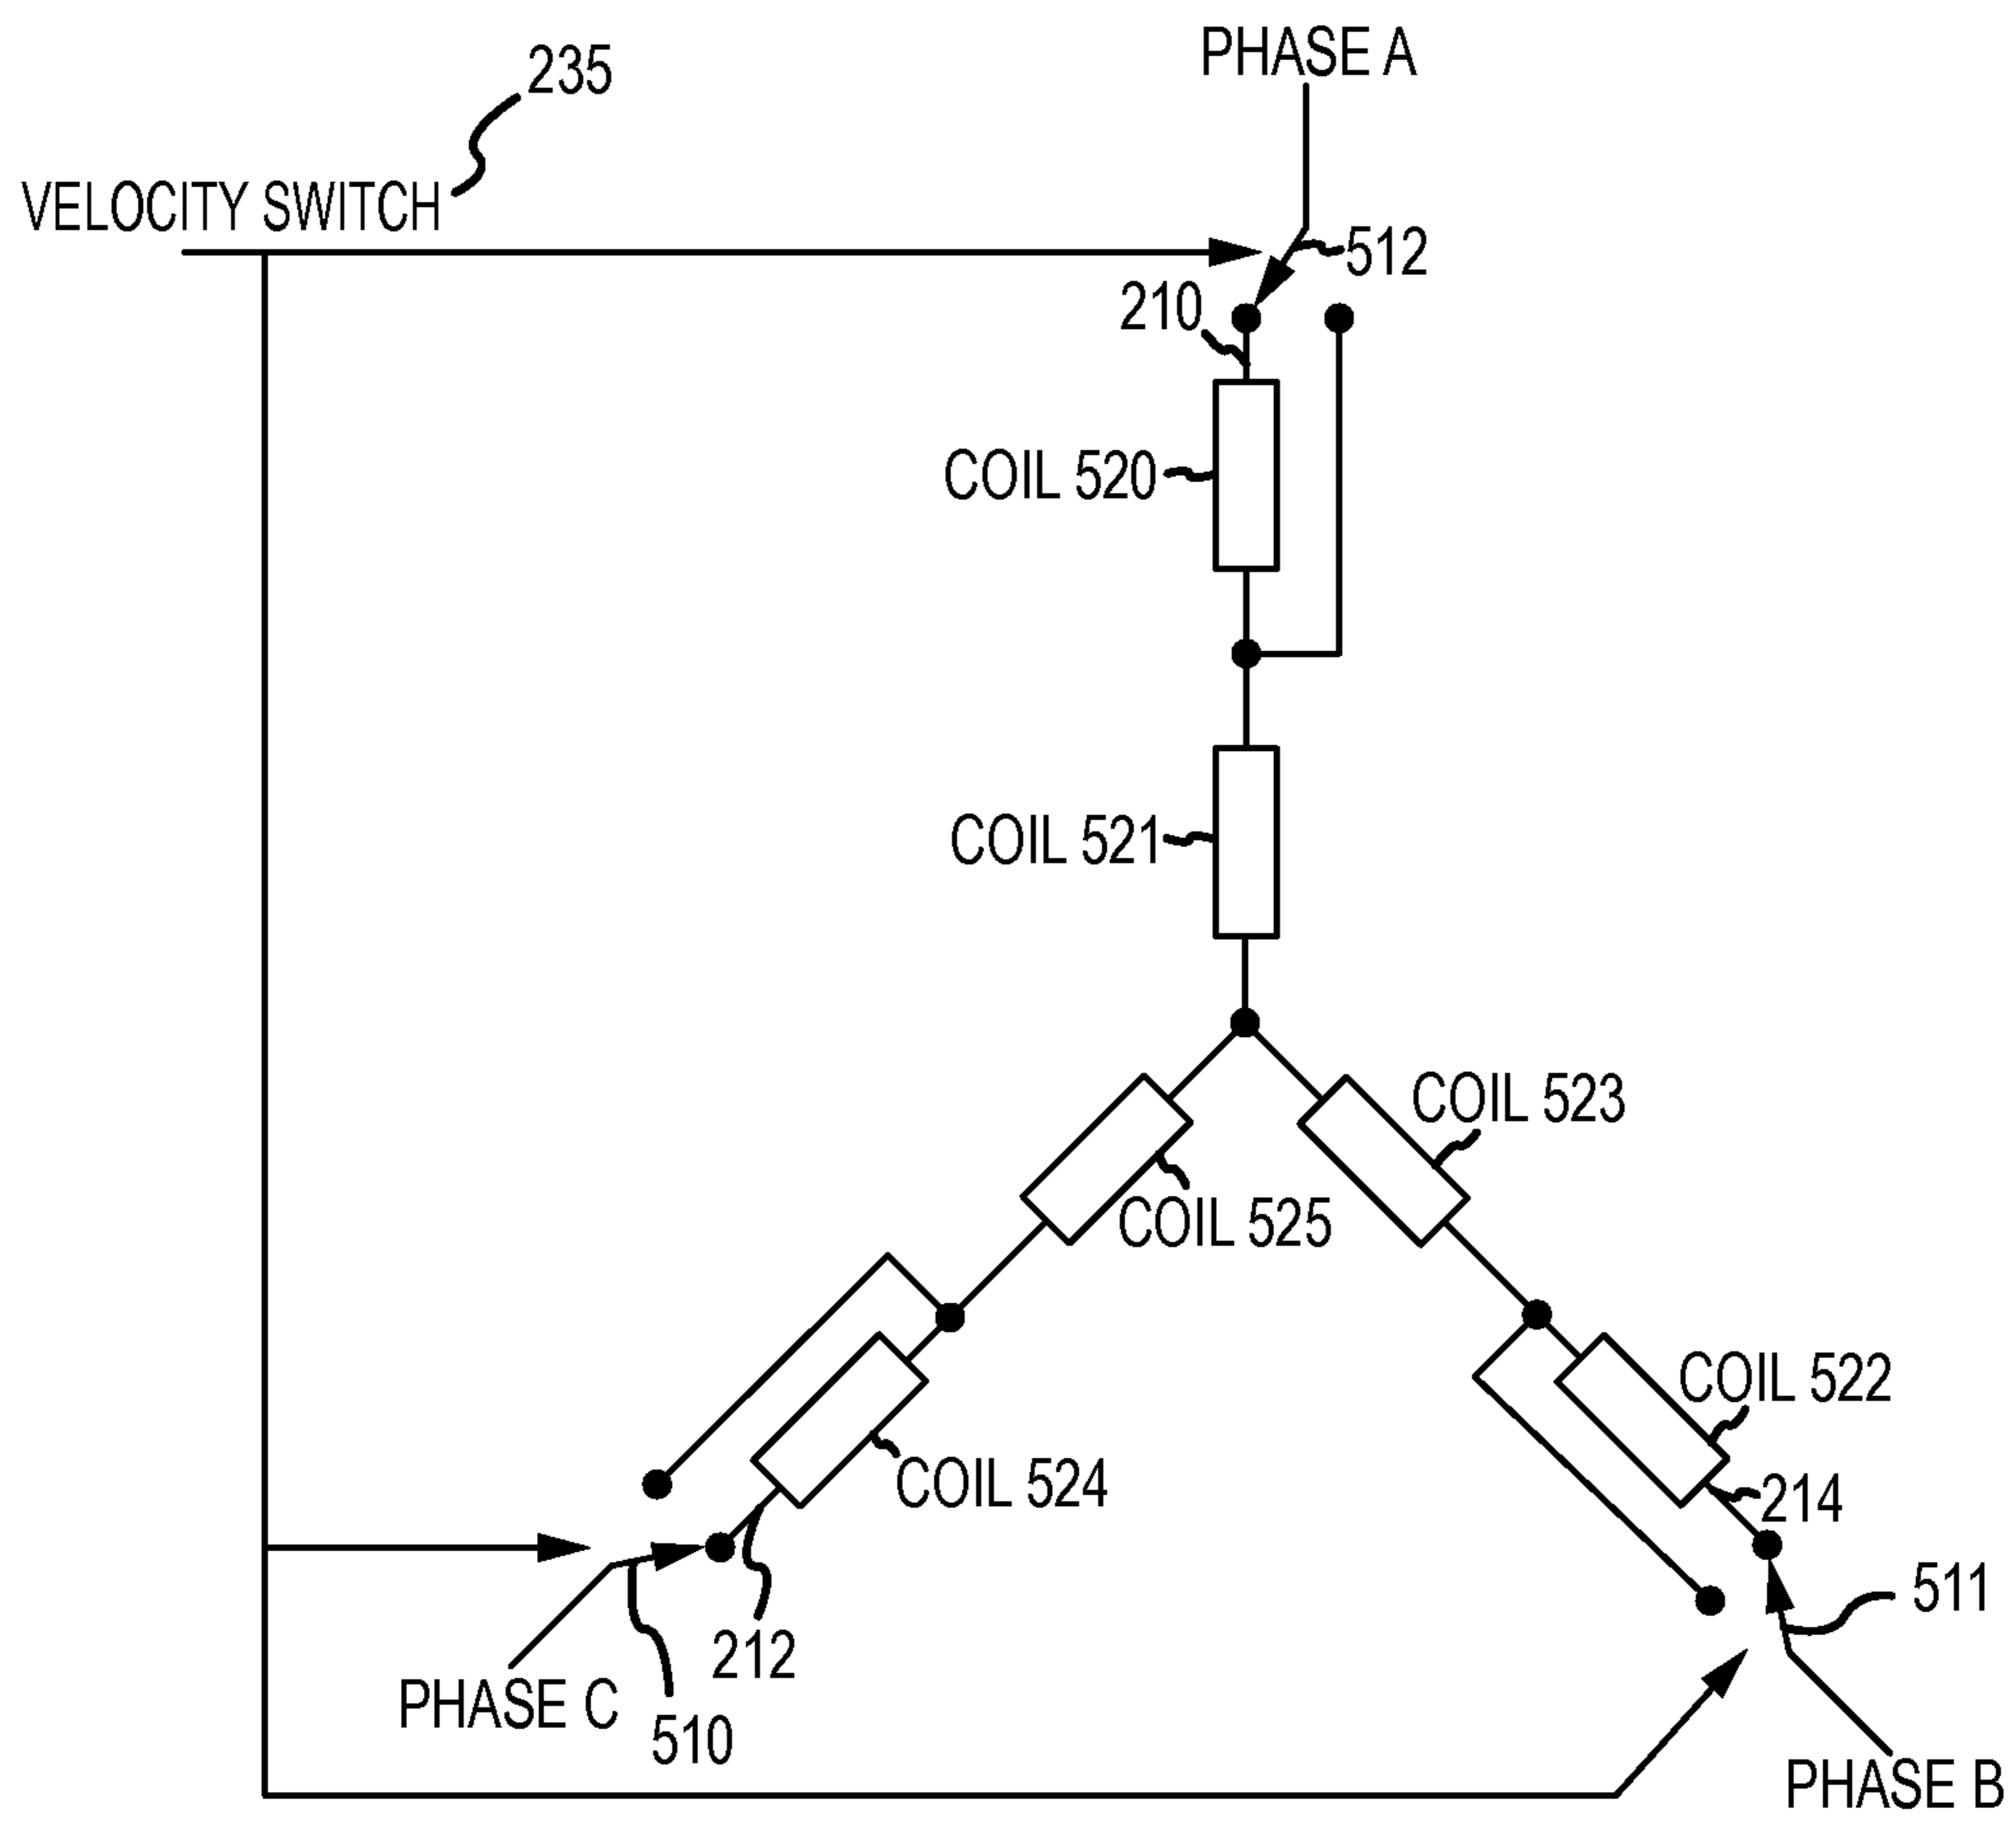 PHASE A
235
VELOCITY SWITCH
512
210
COIL 520
COIL 521
COIL 523
COIL 525
COIL 522
COIL 524
214
511
212
PHASE C
510
PHASE B